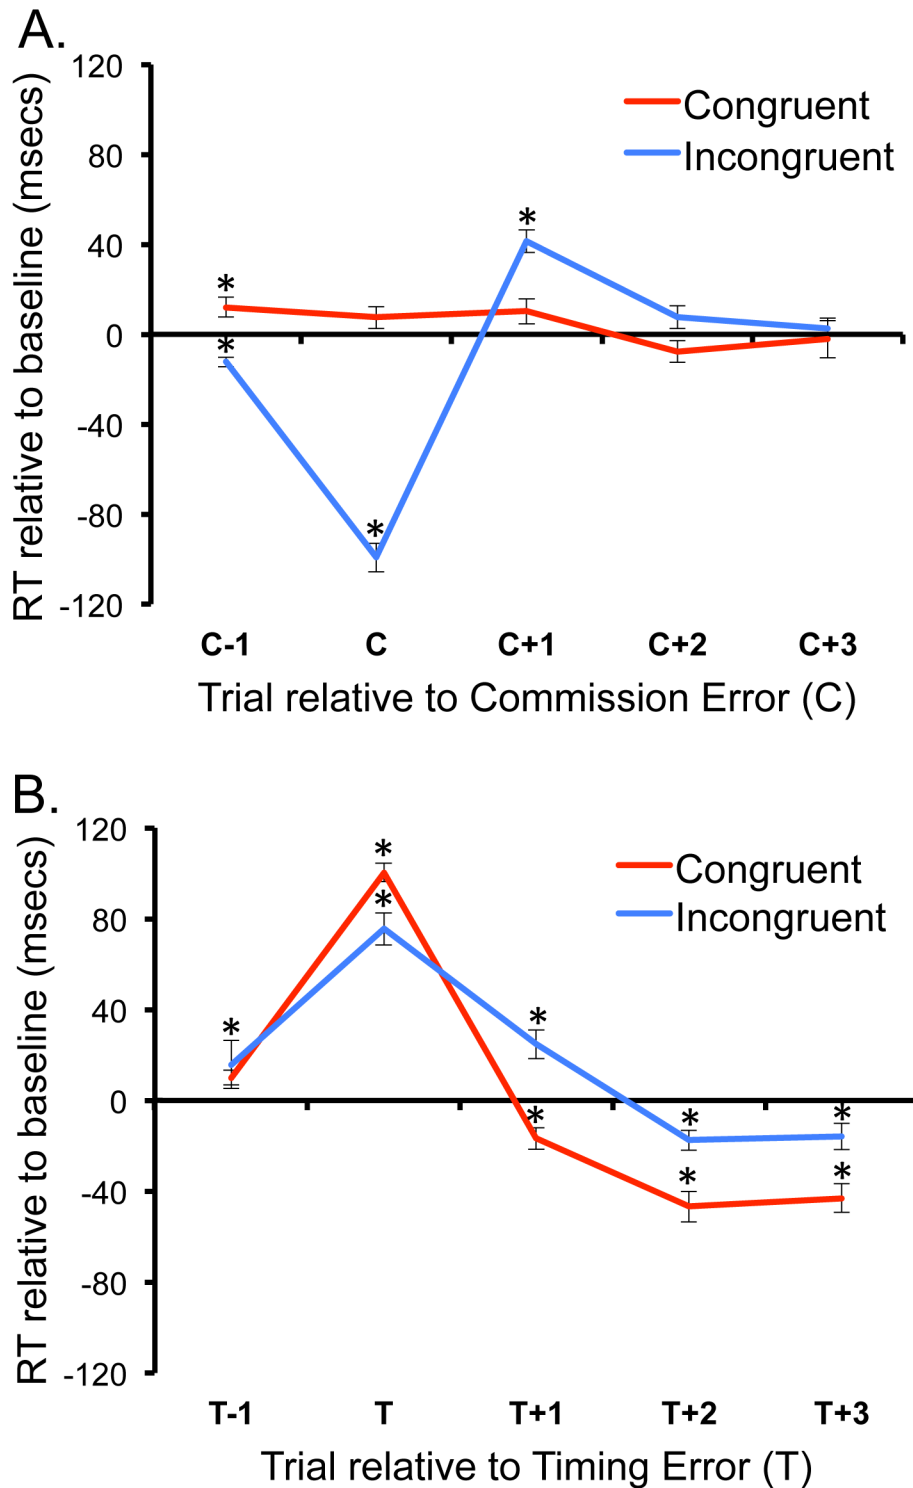 A.
RT relative to baseline (msecs)
120
80
40
0
-40
-80
-120
Congruent
Incongruent
*
*
*
*
C-1 C C+1 C+2 C+3
Trial relative to Commission Error (C)
B.
RT relative to baseline (msecs)
120
80
40
0
-40
-80
-120
Congruent
Incongruent
*
*
*
*
*
*
*
*
*
T-1 T T+1 T+2 T+3
Trial relative to Timing Error (T)